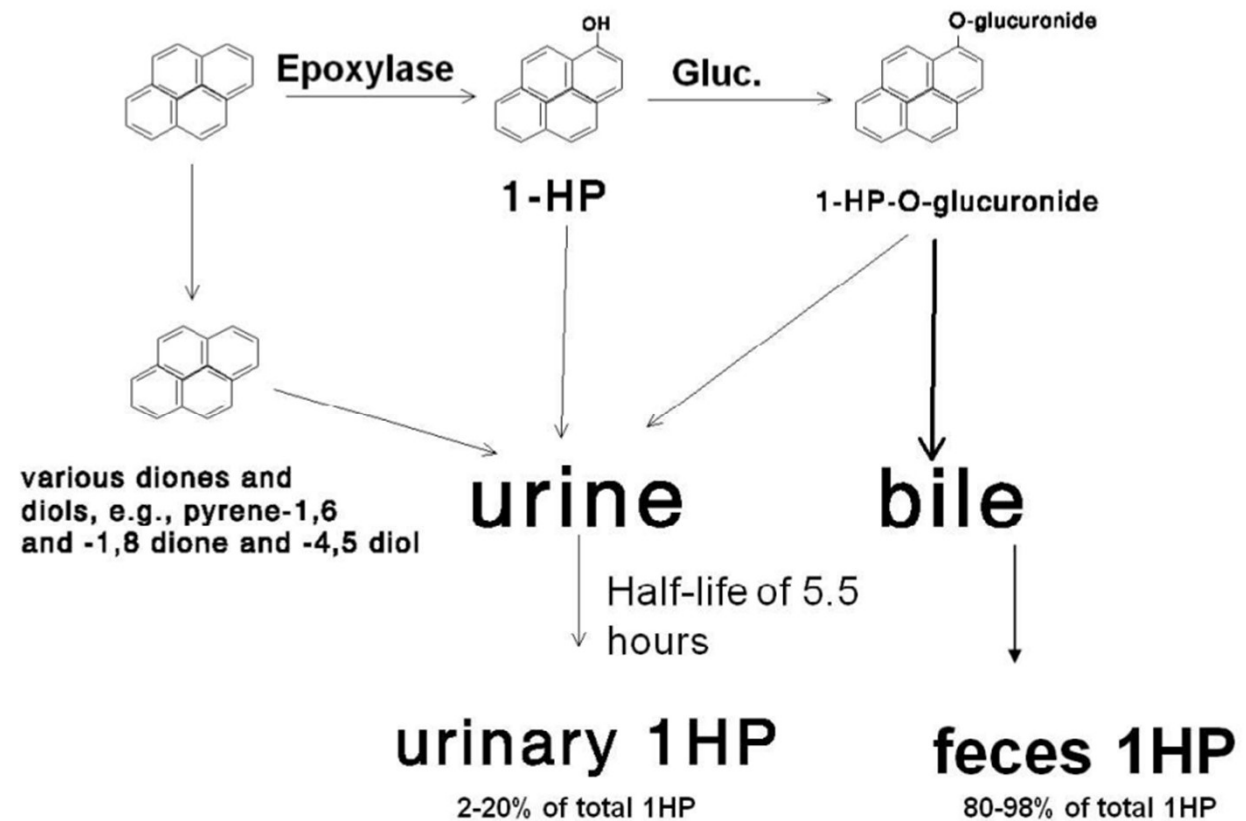 OH
O-glucuronide
Epoxylase
Gluc.
1-HP
1-HP-O-glucuronide
various diones and
diols, e.g., pyrene-1,6
and -1,8 dione and -4,5 diol
urine
bile
Half-life of 5.5
hours
urinary 1HP
2-20% of total 1HP
feces 1HP
80-98% of total 1HP